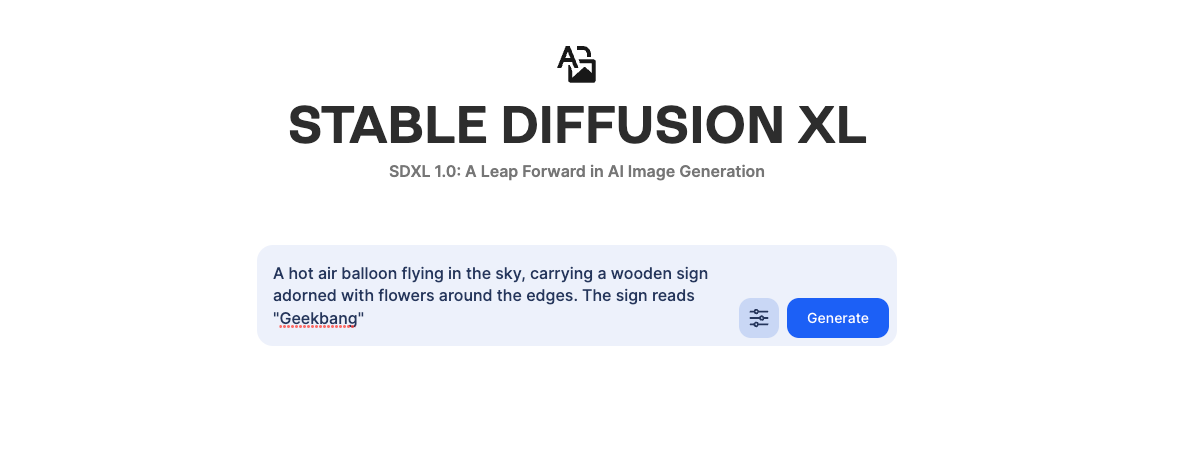 STABLE DIFFUSION XL
SDXL 1.0: A Leap Forward in AI Image Generation
A hot air balloon flying in the sky, carrying a wooden sign
adorned with flowers around the edges. The sign reads
"Geekbang"
Generate